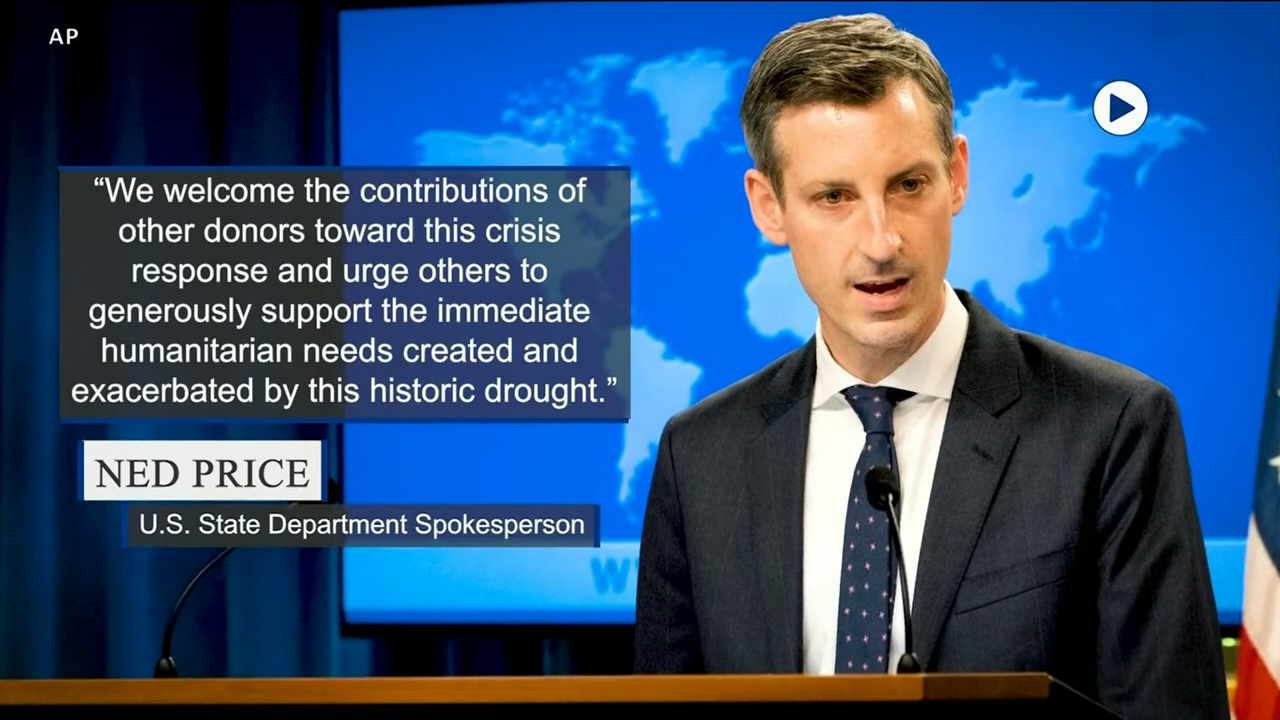 AP
“We welcome the contributions of
other donors toward this crisis
response and urge others to
generously support the immediate
humanitarian needs created and
exacerbated by this historic drought.”
NED PRICE
U.S. State Department Spokesperson